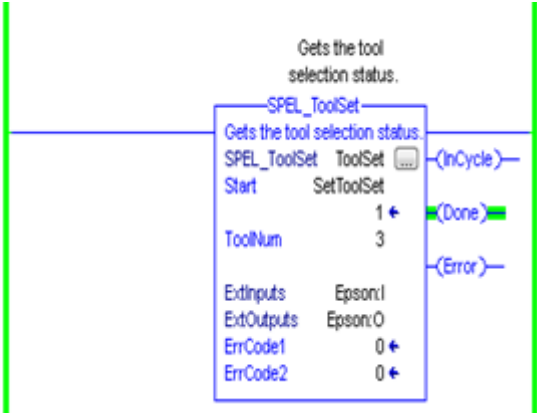 Gets the tool
selection status.
SPEL_ToolSet
Gets the tool selection status.
SPEL_ToolSet ToolSet ... (InCycle)
Start SetToolSet
1 (Done)
ToolNum 3
(Error)
ExtInputs Epson:I
ExtOutputs Epson:O
ErrCode1 0
ErrCode2 0